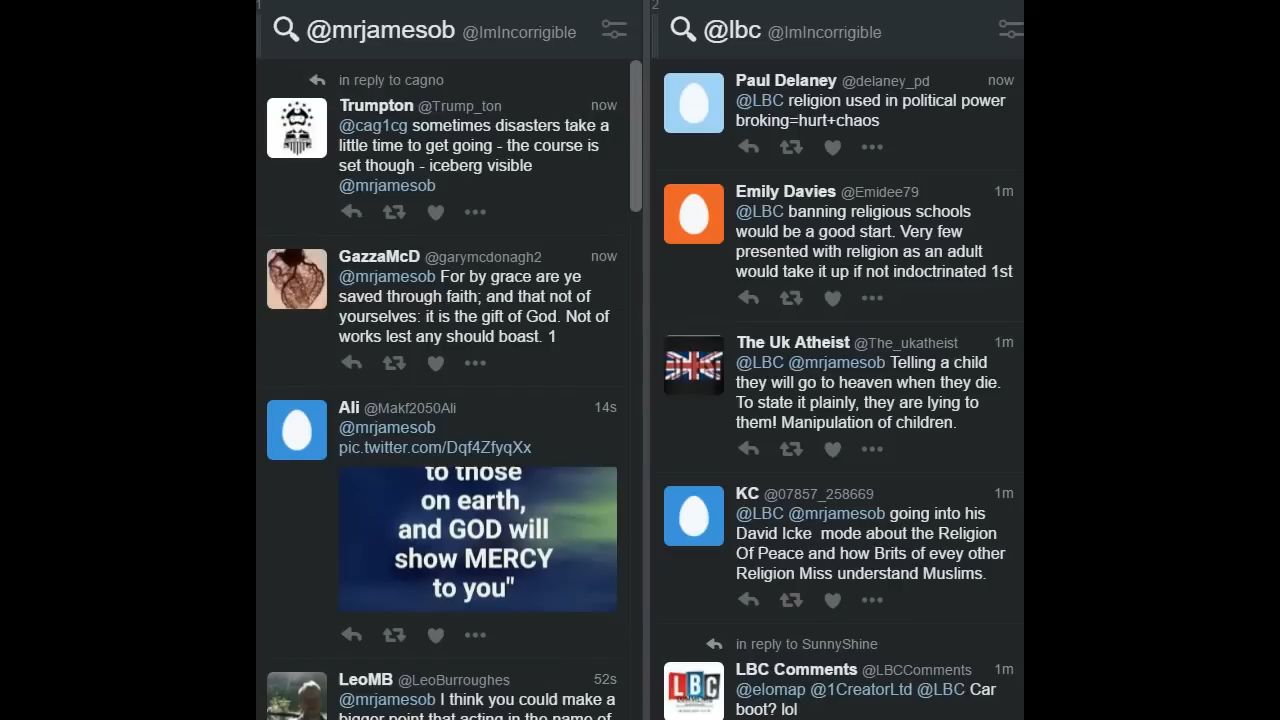 1
@mrjamesob @ImIncorrigible
in reply to cagno
Trumpton @Trump_ton now
@cag1cg sometimes disasters take a
little time to get going - the course is
set though - iceberg visible
@mrjamesob
GazzaMcD @garymcdonagh2 now
@mrjamesob For by grace are ye
saved through faith; and that not of
yourselves: it is the gift of God. Not of
works lest any should boast. 1
Ali @Makf2050Ali 14s
@mrjamesob
pic.twitter.com/Dqf4ZfyqXx
to those
on earth,
and GOD will
show MERCY
to you"
LeoMB @LeoBurroughes 52s
@mrjamesob I think you could make a
bigger point that acting in the name of
2
@lbc @ImIncorrigible
Paul Delaney @delaney_pd now
@LBC religion used in political power
broking=hurt+chaos
Emily Davies @Emidee79 1m
@LBC banning religious schools
would be a good start. Very few
presented with religion as an adult
would take it up if not indoctrinated 1st
The Uk Atheist @The_ukatheist 1m
@LBC @mrjamesob Telling a child
they will go to heaven when they die.
To state it plainly, they are lying to
them! Manipulation of children.
KC @07857_258669 1m
@LBC @mrjamesob going into his
David Icke  mode about the Religion
Of Peace and how Brits of evey other
Religion Miss understand Muslims.
in reply to SunnyShine
LBC Comments @LBCComments 1m
@elomap @1CreatorLtd @LBC Car
boot? lol
LBC